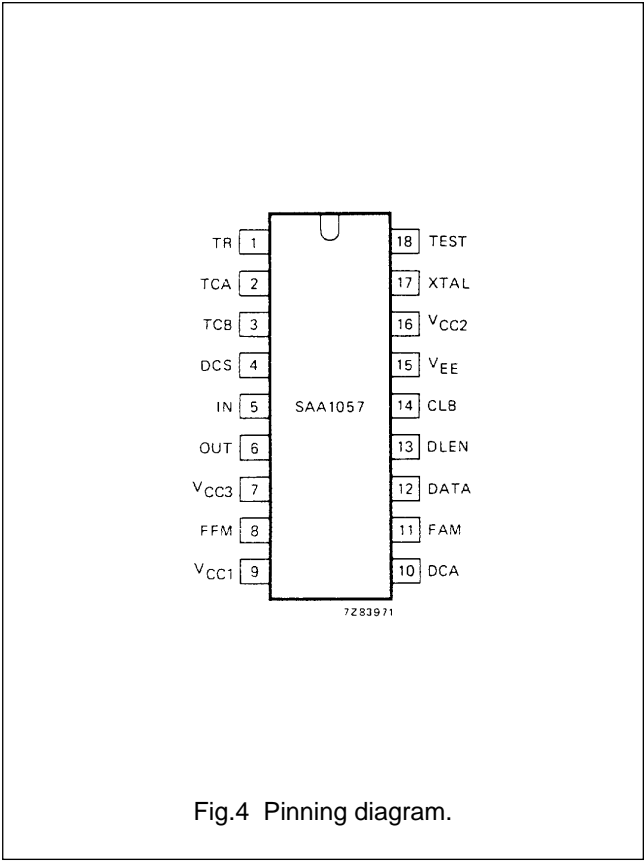 TR 1 18 TEST
TCA 2 17 XTAL
TCB 3 16 VCC2
DCS 4 15 VEE
IN 5 SAA1057 14 CLB
OUT 6 13 DLEN
VCC3 7 12 DATA
FFM 8 11 FAM
VCC1 9 10 DCA
7Z83971
Fig.4 Pinning diagram.